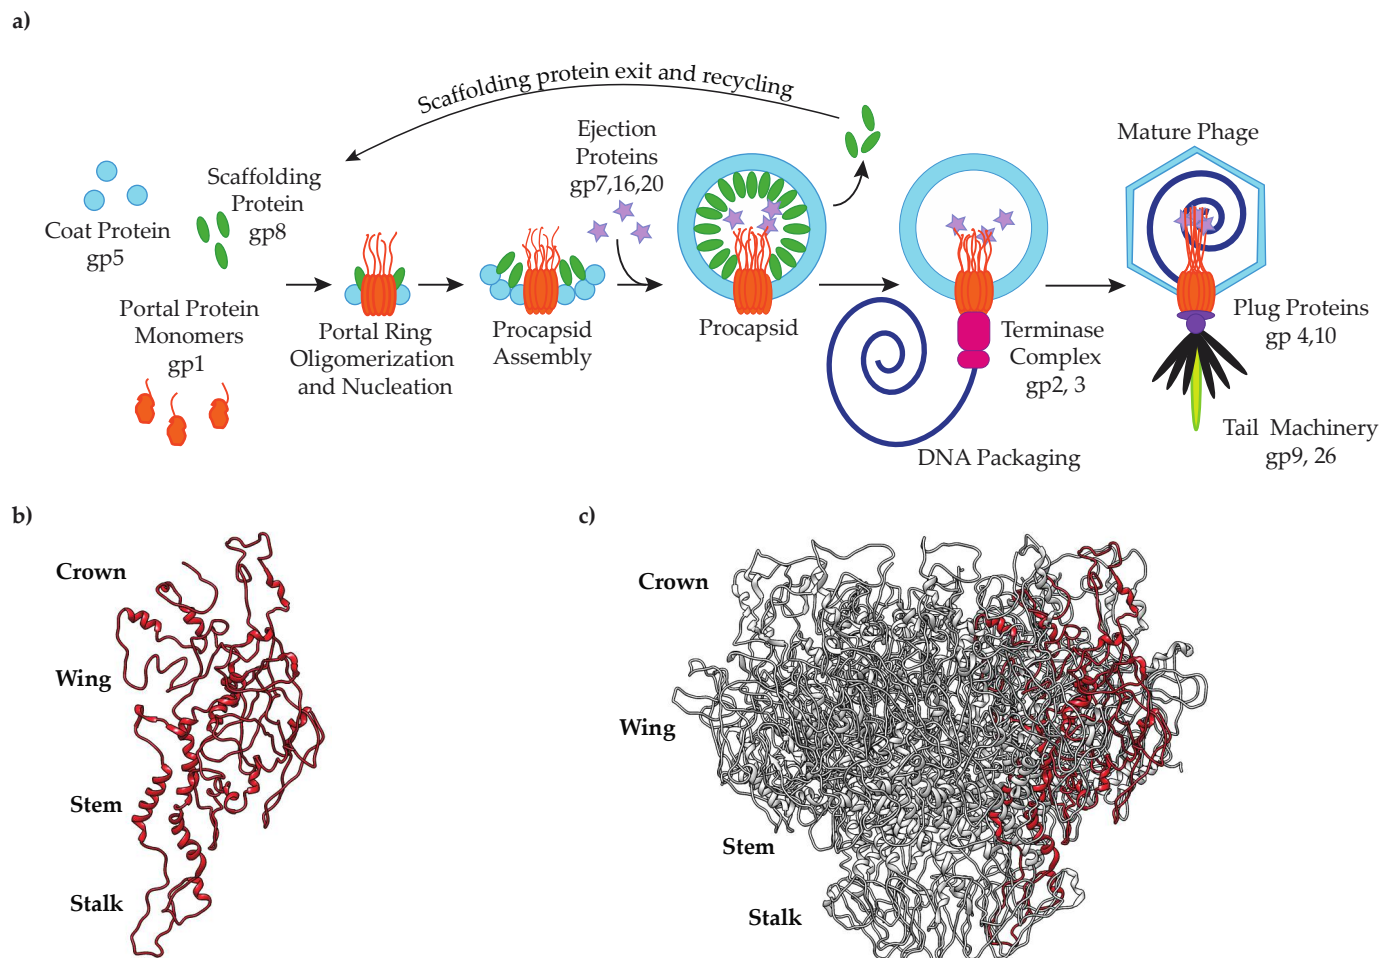 a)
Scaffolding protein exit and recycling
Coat Protein
gp5
Scaffolding
Protein
gp8
Portal Protein
Monomers
gp1
Portal Ring
Oligomerization
and Nucleation
Procapsid
Assembly
Ejection
Proteins
gp7,16,20
Procapsid
Terminase
Complex
gp2, 3
DNA Packaging
Mature Phage
Plug Proteins
gp 4,10
Tail Machinery
gp9, 26
b)
Crown
Wing
Stem
Stalk
c)
Crown
Wing
Stem
Stalk